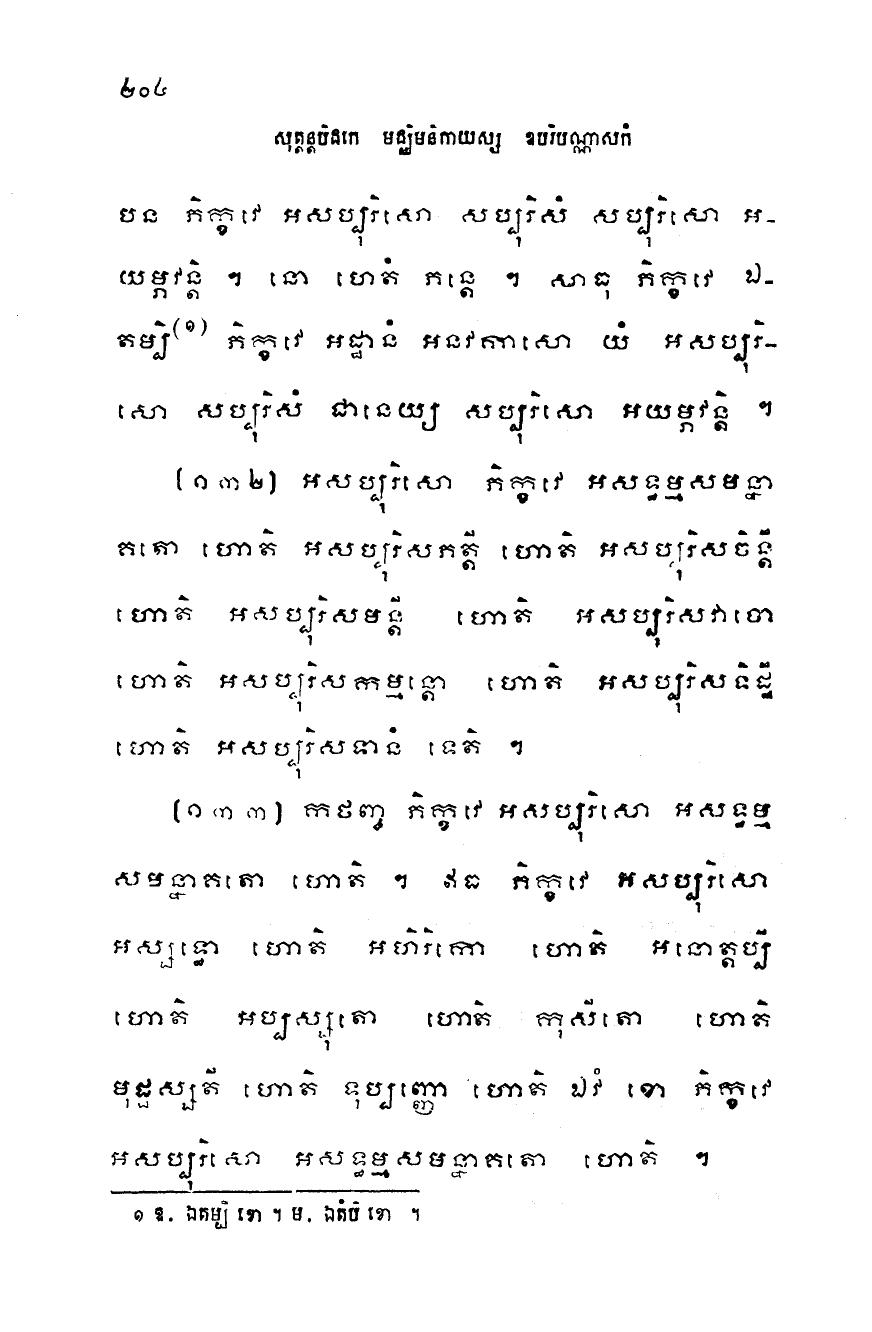 ២០៤
សុត្តន្តបិដកេ មជ្ឈិមនិកាយស្ស ឧបរិបណ្ណាសកំ
បន ភិក្ខវេ អសប្បុរិសោ សប្បុរិសំ សប្បុរិសោ អ-
យម្ភវន្តិ ។ នោ ហេតំ ភន្តេ ។ សាធុ ភិក្ខវេ ឯ-
តម្បិ(១) ភិក្ខវេ អដ្ឋានំ អនវកាសោ យំ អសប្បុរិ-
សោ សប្បុរិសំ ជានេយ្យ សប្បុរិសោ អយម្ភវន្តិ ។
(១៣២) អសប្បុរិសោ ភិក្ខវេ អសទ្ធម្មសមន្នា
គតោ ហោតិ អសប្បុរិសភត្តី ហោតិ អសប្បុរិសចិន្តី
ហោតិ អសប្បុរិសមន្តី ហោតិ អសប្បុរិសវាចោ
ហោតិ អសប្បុរិសកម្មន្តោ ហោតិ អសប្បុរិសទិដ្ឋី
ហោតិ អសប្បុរិសទានំ ទេតិ ។
(១៣៣) កថញ្ច ភិក្ខវេ អសប្បុរិសោ អសទ្ធម្ម
សមន្នាគតោ ហោតិ ។ ឥធ ភិក្ខវេ អសប្បុរិសោ
អស្សទ្ធោ ហោតិ អហិរិកោ ហោតិ អនោត្តប្បី
ហោតិ អប្បស្សុតោ ហោតិ កុសីតោ ហោតិ
មុដ្ឋស្សតិ ហោតិ ទុប្បញ្ញោ ហោតិ ឯវំ ខោ ភិក្ខវេ
អសប្បុរិសោ អសទ្ធម្មសមន្នាគតោ ហោតិ ។
១ ឱ. ឯតម្បិ ខោ ។ ម. ឯតំបិ ខោ ។